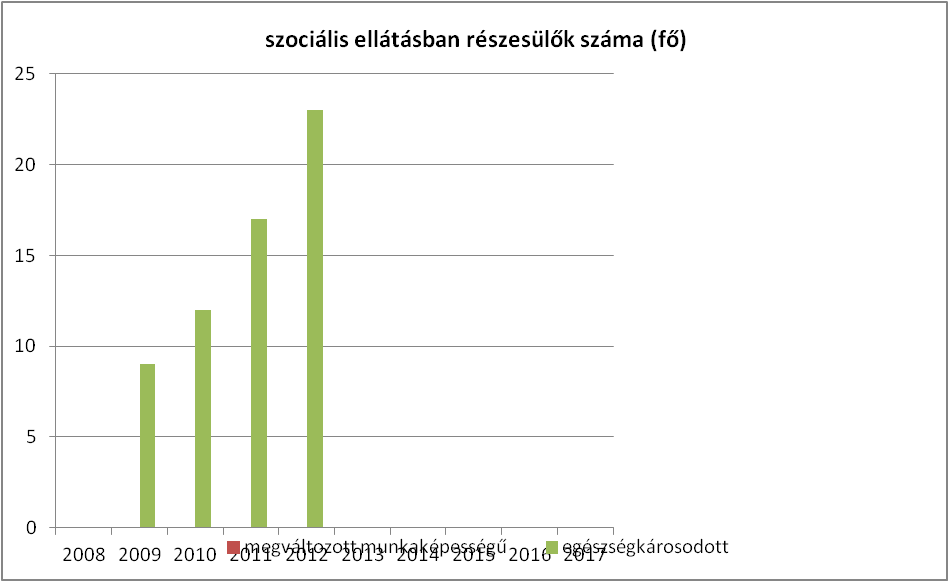 szociális ellátásban részesülők száma (fő)
25
20
15
10
5
0
2008 2009 2010 2011 2012 2013 2014 2015 2016 2017
megváltozott munkaképességű egészségkárosodott